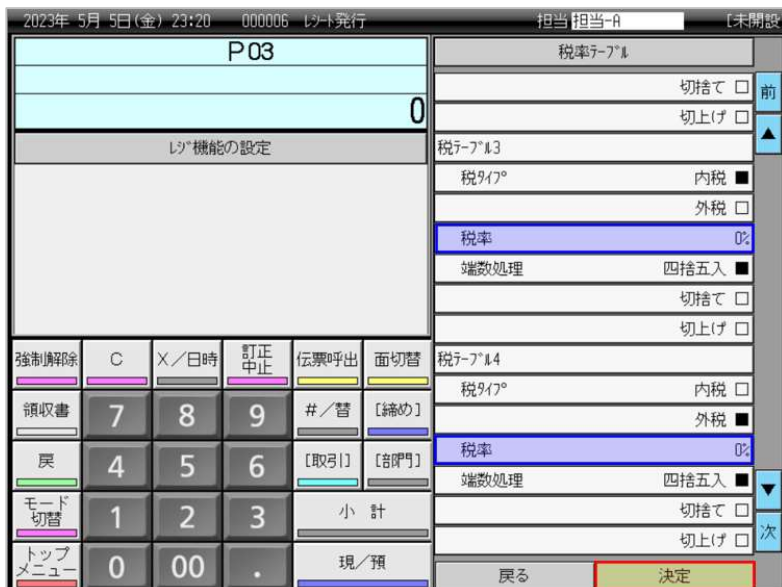 2023年 5月 5日(金) 23:20 000006 ﾚｼｰﾄ発行 担当 担当-A [未開設
P03
0
ﾚｼﾞ機能の設定
強制解除 C X／日時 訂正中止 伝票呼出 面切替
領収書 7 8 9 #／替 [締め]
戻 4 5 6 [取引] [部門]
モード切替 1 2 3 小 計
トップメニュー 0 00 . 現／預
税率ﾃｰﾌﾞﾙ
切捨て □
切上げ □
税ﾃｰﾌﾞﾙ3
税ﾀｲﾌﾟ 内税 ■
外税 □
税率 0%
端数処理 四捨五入 ■
切捨て □
切上げ □
税ﾃｰﾌﾞﾙ4
税ﾀｲﾌﾟ 内税 □
外税 ■
税率 0%
端数処理 四捨五入 ■
切捨て □
切上げ □
前
▲
▼
次
戻る 決定